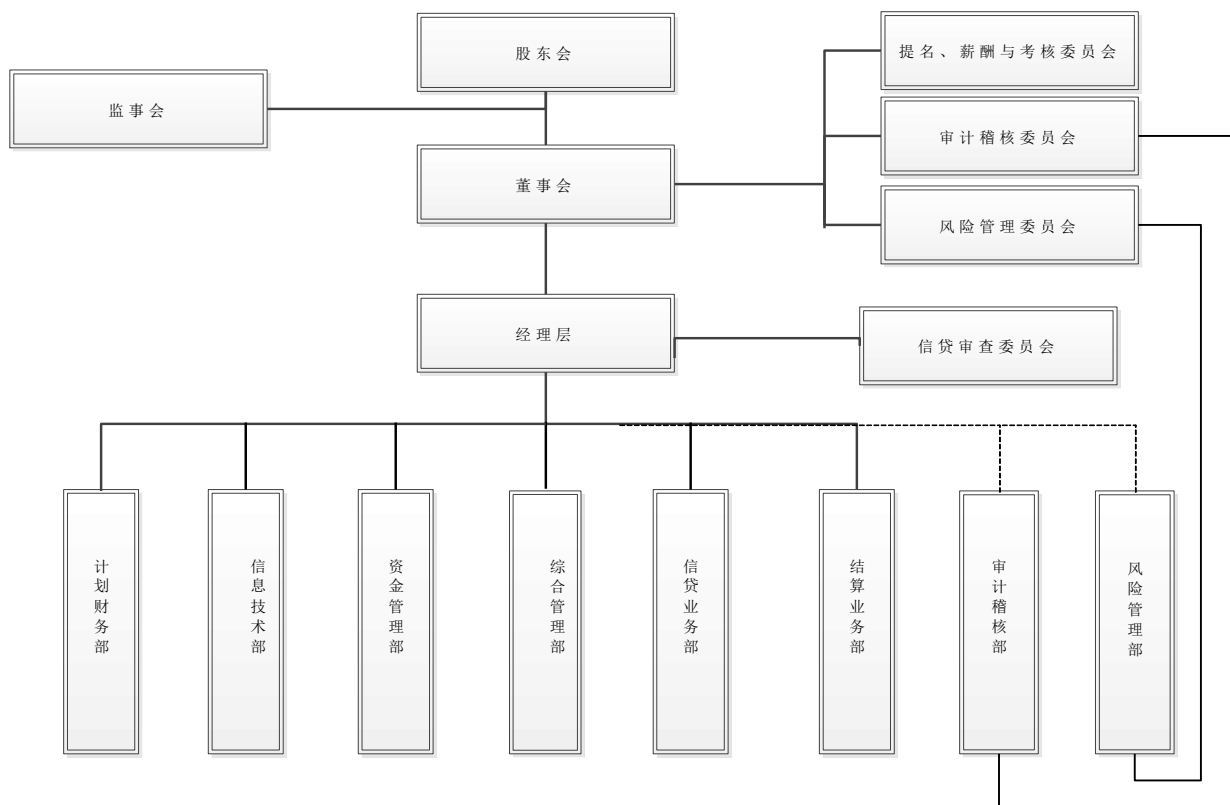 股东会
提名、薪酬与考核委员会
监事会
审计稽核委员会
董事会
风险管理委员会
经理层
信贷审查委员会
计划财务部
信息技术部
资金管理部
综合管理部
信贷业务部
结算业务部
审计稽核部
风险管理部